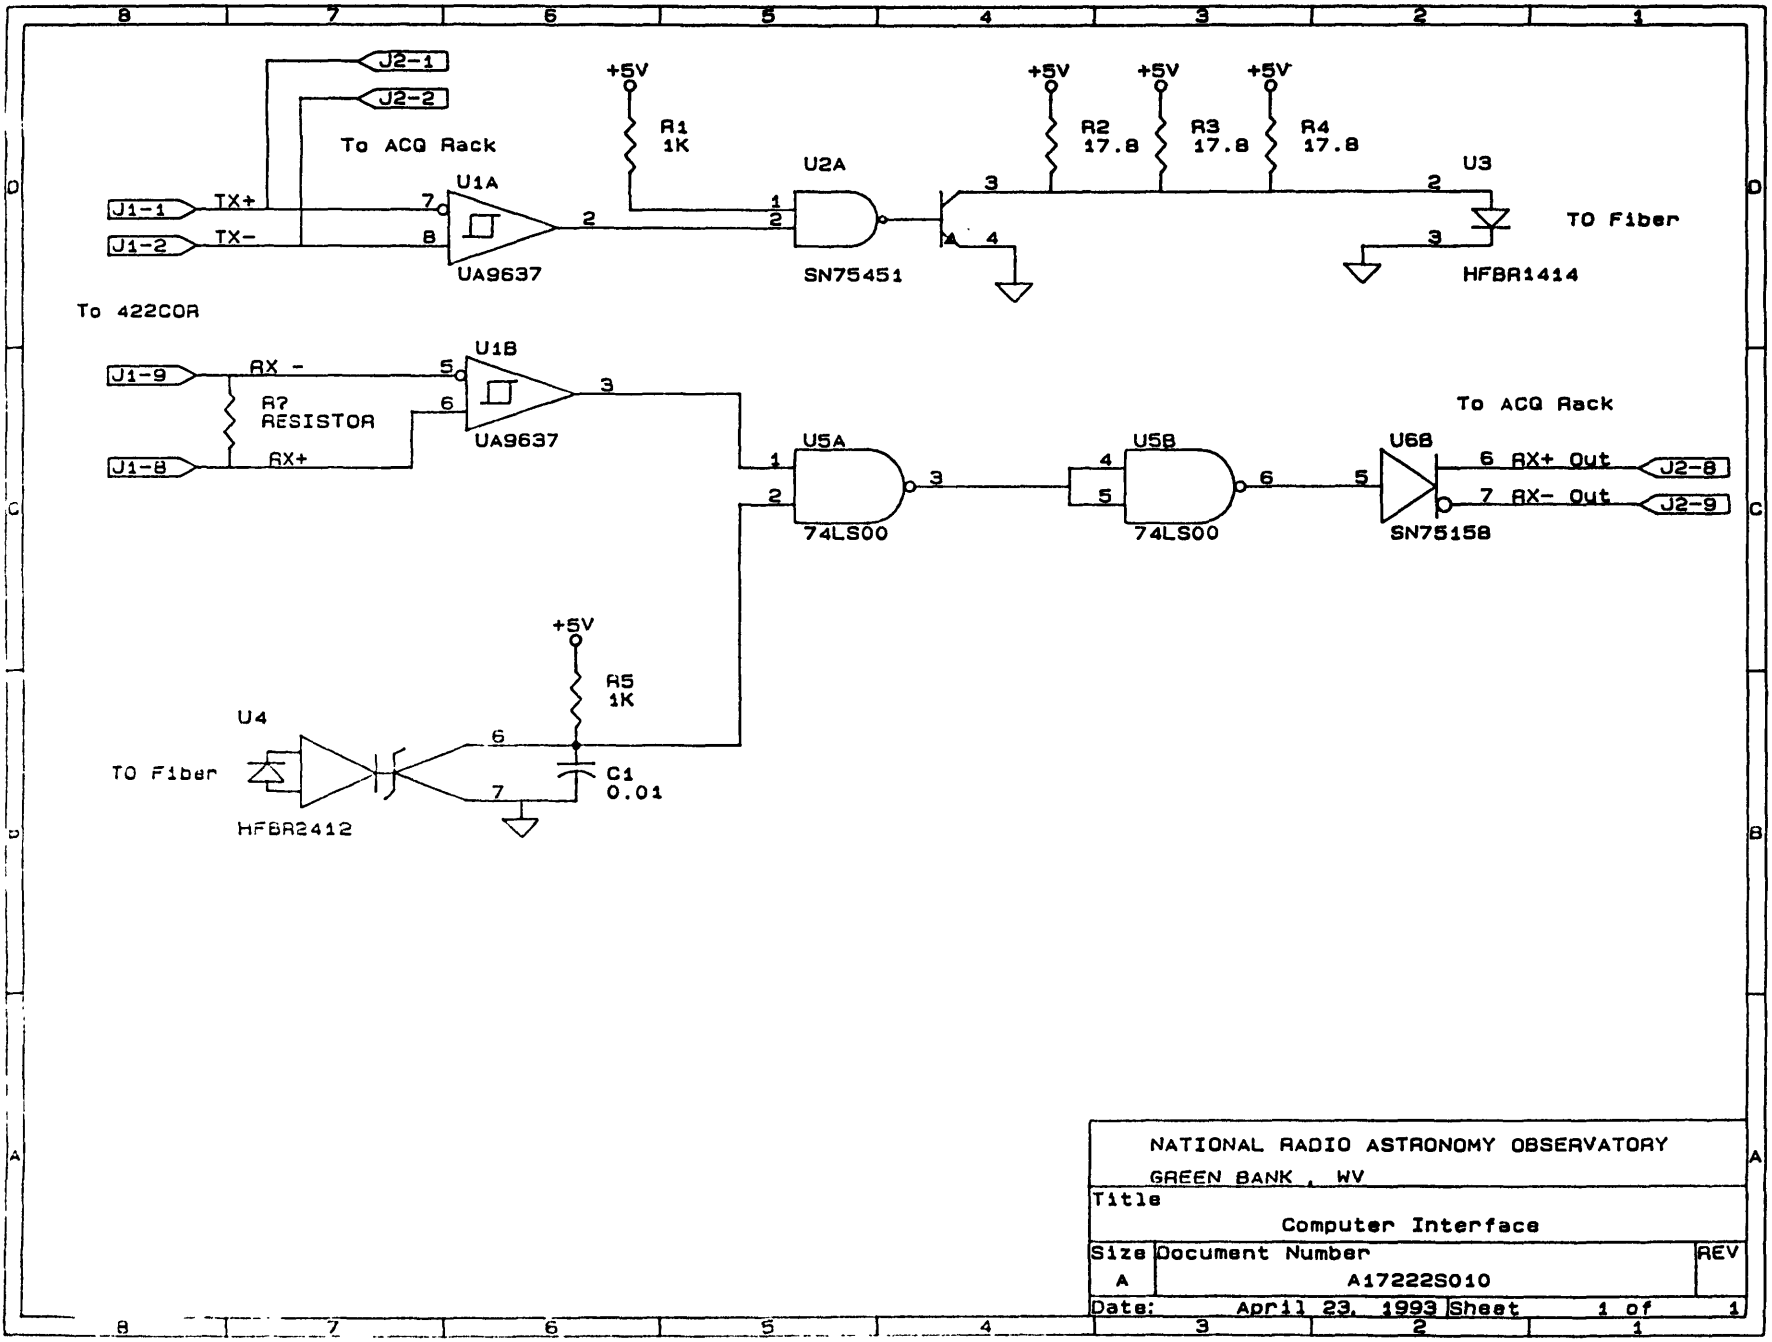 8 7 6 5 4 3 2 1
J2-1
J2-2
To ACQ Rack
+5V
R1
1K
+5V +5V +5V
R2
17.8
R3
17.8
R4
17.8
U1A
U2A
U3
J1-1 TX+ 7
J1-2 TX- 8
2
1
2
3
4
2
3
TO Fiber
UA9637
SN75451
HFBR1414
To 422COR
U1B
J1-9 RX - 5
R?
RESISTOR
6
3
J1-8 RX+
UA9637
To ACQ Rack
U5A
U5B
U6B
1
2
3
4
5
6
5
6 RX+ Out J2-8
7 RX- Out J2-9
74LS00
74LS00
SN75158
+5V
R5
1K
U4
6
TO Fiber
7
C1
0.01
HFBR2412
D D
C C
B B
A A
NATIONAL RADIO ASTRONOMY OBSERVATORY
GREEN BANK , WV
Title
Computer Interface
Size Document Number REV
A A17222S010
Date: April 23, 1993 Sheet 1 of 1
8 7 6 5 4 3 2 1